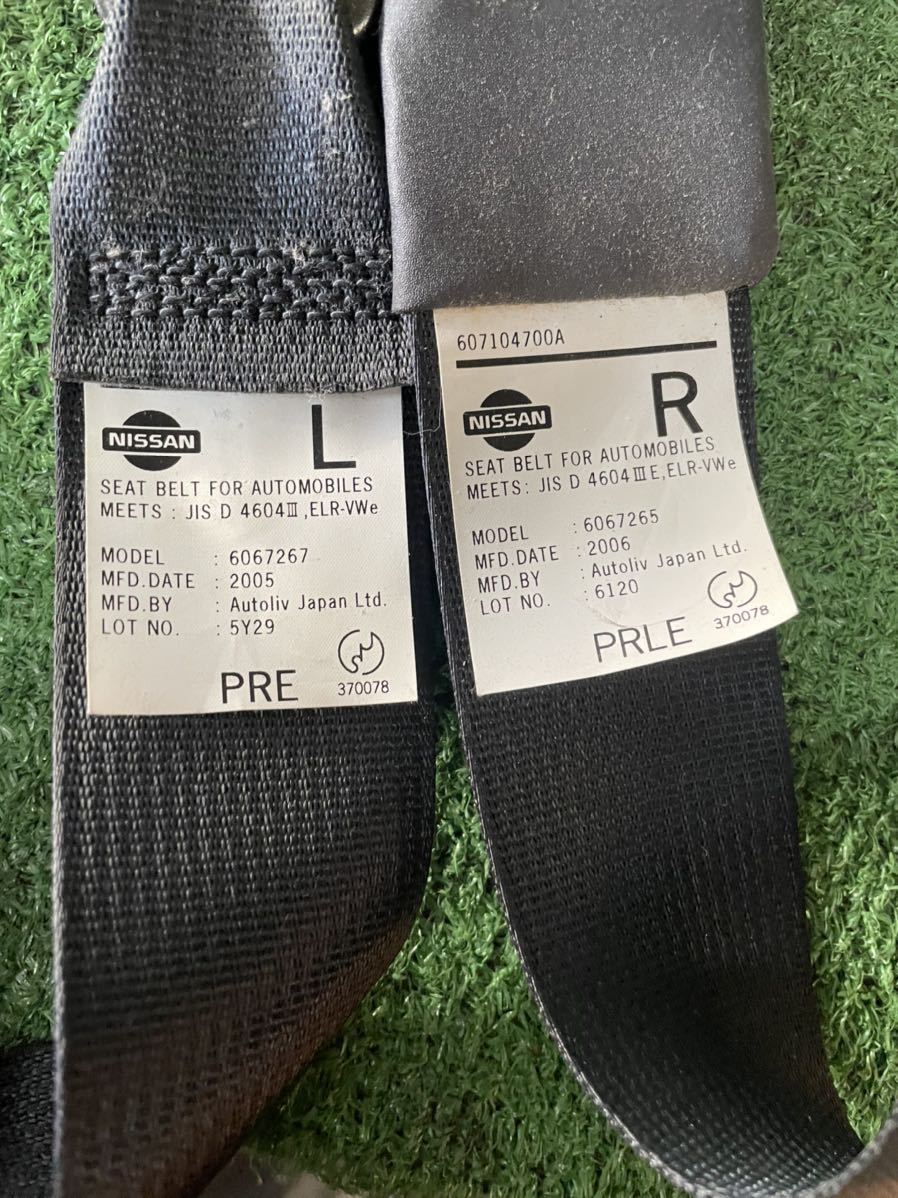 NISSAN
L
SEAT BELT FOR AUTOMOBILES
MEETS : JIS D 4604Ⅲ,ELR-VWe
MODEL : 6067267
MFD.DATE : 2005
MFD.BY : Autoliv Japan Ltd.
LOT NO. : 5Y29
PRE
370078
607104700A
NISSAN
R
SEAT BELT FOR AUTOMOBILES
MEETS: JIS D 4604ⅢE,ELR-VWe
MODEL : 6067265
MFD.DATE : 2006
MFD.BY : Autoliv Japan Ltd.
LOT NO. : 6120
PRLE
370078